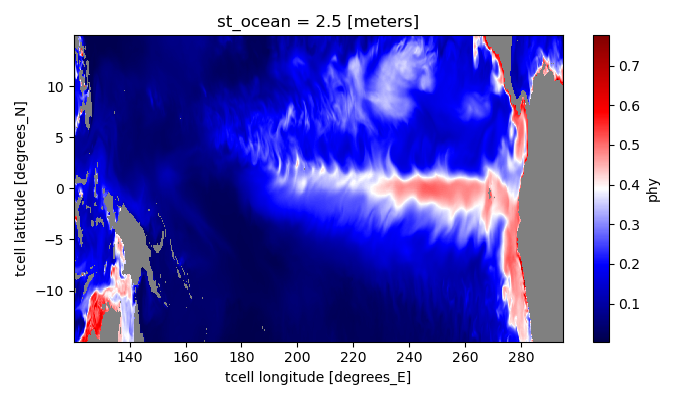 st_ocean = 2.5 [meters]
tcell latitude [degrees_N]
10
5
0
−5
−10
140 160 180 200 220 240 260 280
tcell longitude [degrees_E]
0.7
0.6
0.5
0.4
0.3
0.2
0.1
phy